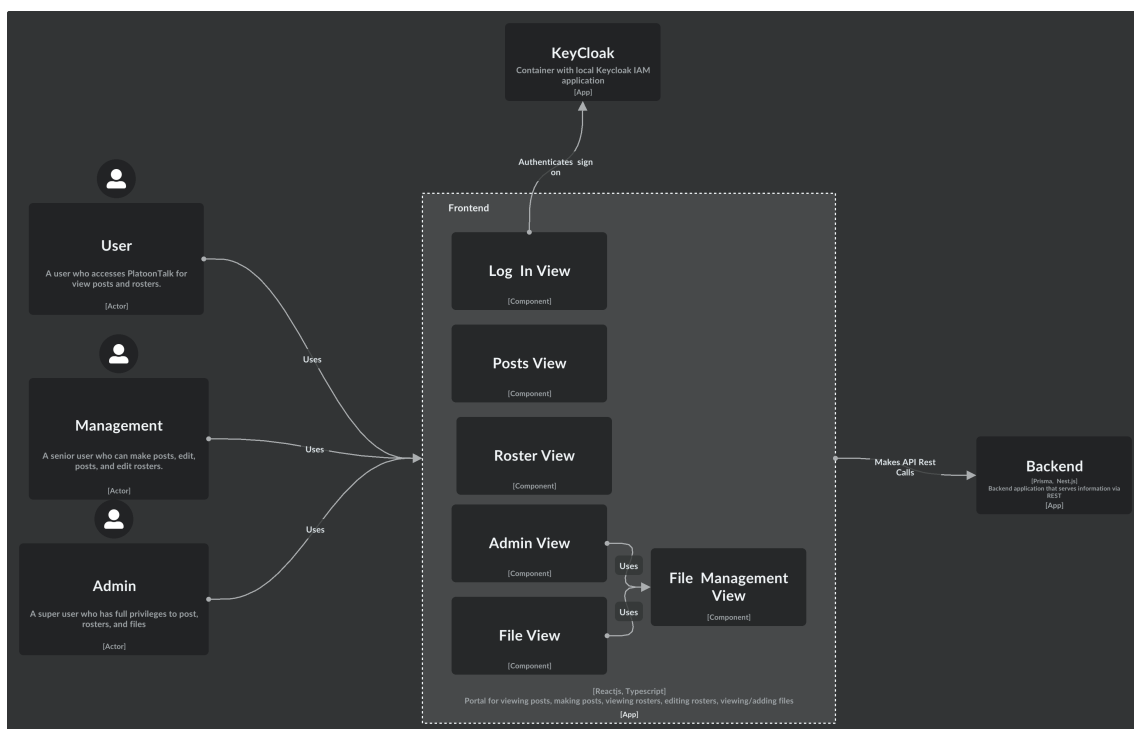 KeyCloak
Container with local Keycloak IAM
application
[App]
Authenticates sign
on
User
A user who accesses PlatoonTalk for
view posts and rosters.
[Actor]
Uses
Management
A senior user who can make posts, edit,
posts, and edit rosters.
[Actor]
Uses
Admin
A super user who has full privileges to post,
rosters, and files
[Actor]
Uses
Frontend
Log In View
[Component]
Posts View
[Component]
Roster View
[Component]
Admin View
[Component]
Uses
File View
[Component]
Uses
File Management
View
[Component]
[Reactjs, Typescript]
Portal for viewing posts, making posts, viewing rosters, editing rosters, viewing/adding files
[App]
Makes API Rest
Calls
Backend
[Prisma, Nest.js]
Backend application that serves information via
REST
[App]